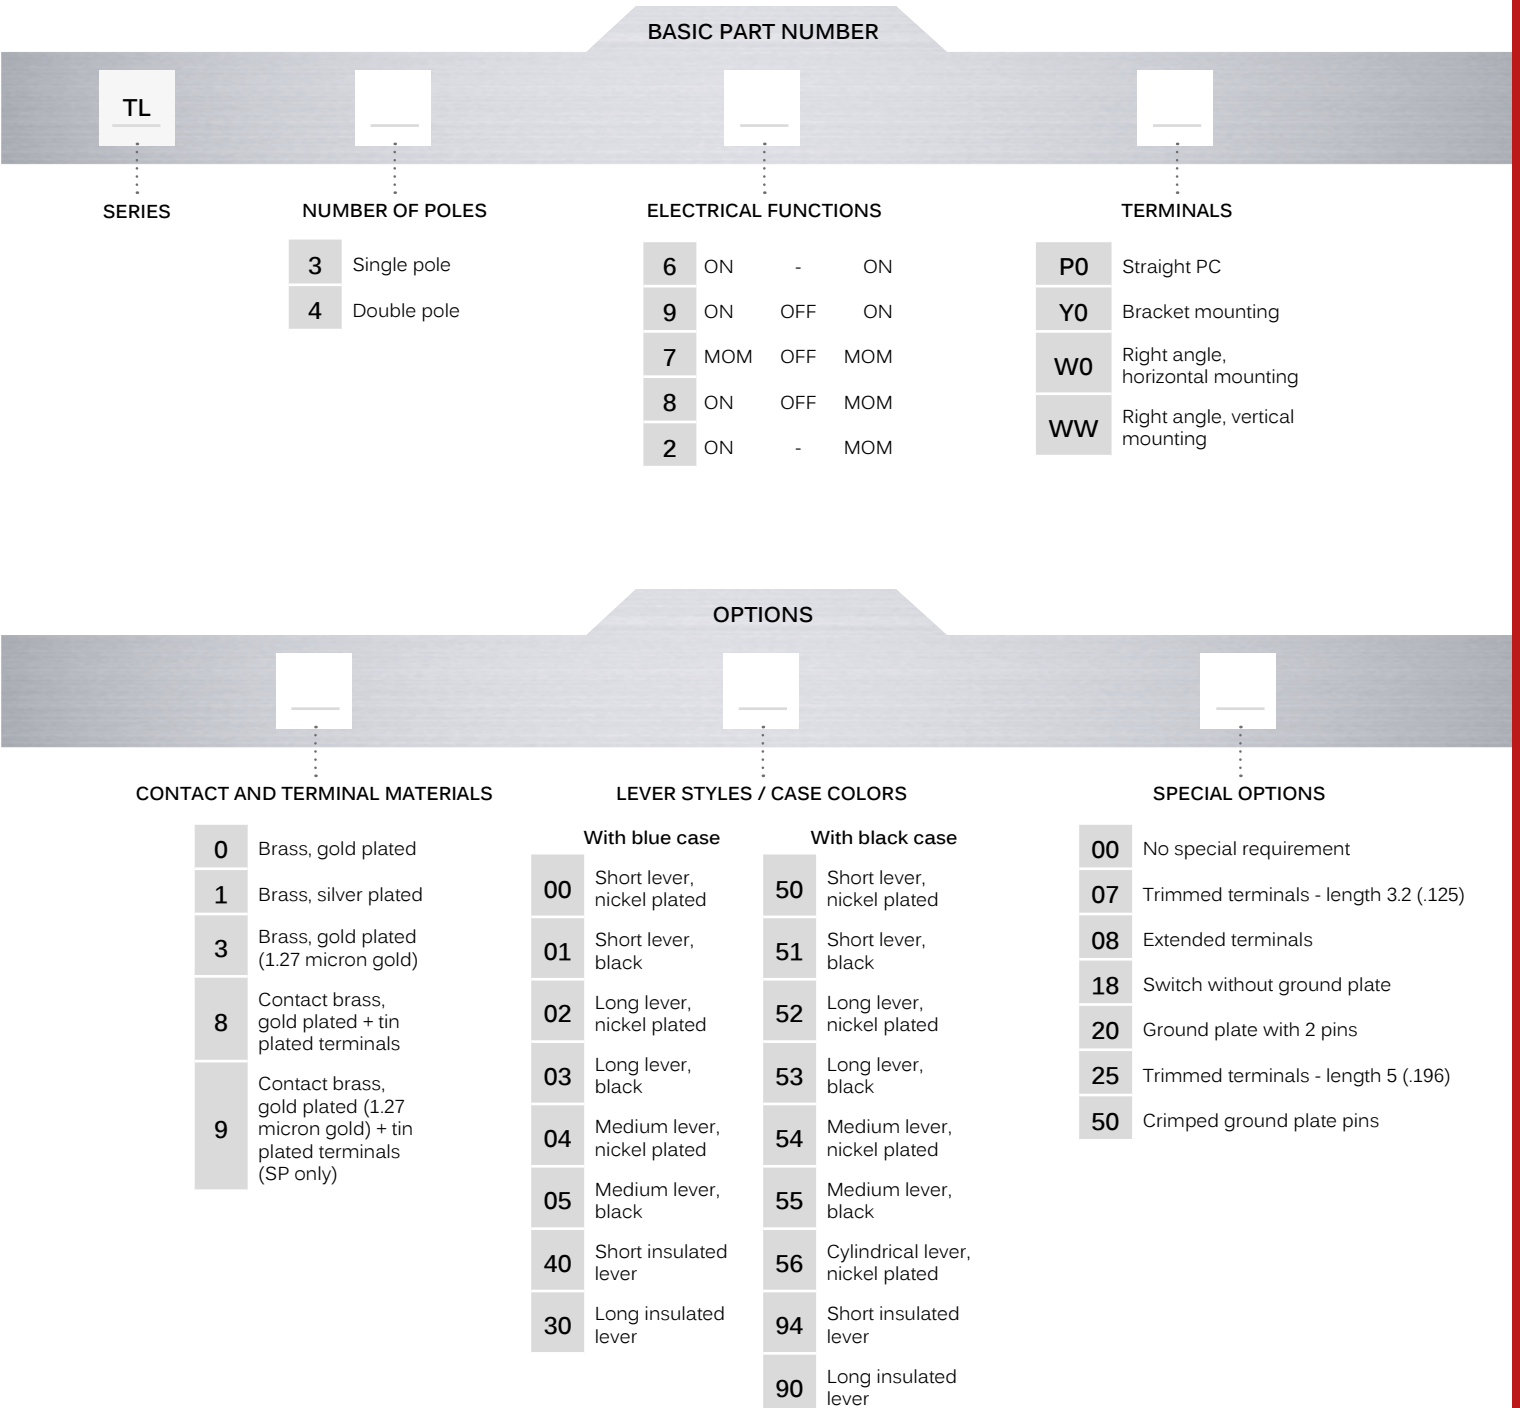 BASIC PART NUMBER
TL
SERIES
NUMBER OF POLES
3 Single pole
4 Double pole
ELECTRICAL FUNCTIONS
6 ON - ON
9 ON OFF ON
7 MOM OFF MOM
8 ON OFF MOM
2 ON - MOM
TERMINALS
P0 Straight PC
Y0 Bracket mounting
W0 Right angle,
horizontal mounting
WW Right angle, vertical
mounting
OPTIONS
CONTACT AND TERMINAL MATERIALS
0 Brass, gold plated
1 Brass, silver plated
3 Brass, gold plated
(1.27 micron gold)
8 Contact brass,
gold plated + tin
plated terminals
9 Contact brass,
gold plated (1.27
micron gold) + tin
plated terminals
(SP only)
LEVER STYLES / CASE COLORS
With blue case
00 Short lever,
nickel plated
01 Short lever,
black
02 Long lever,
nickel plated
03 Long lever,
black
04 Medium lever,
nickel plated
05 Medium lever,
black
40 Short insulated
lever
30 Long insulated
lever
With black case
50 Short lever,
nickel plated
51 Short lever,
black
52 Long lever,
nickel plated
53 Long lever,
black
54 Medium lever,
nickel plated
55 Medium lever,
black
56 Cylindrical lever,
nickel plated
94 Short insulated
lever
90 Long insulated
lever
SPECIAL OPTIONS
00 No special requirement
07 Trimmed terminals - length 3.2 (.125)
08 Extended terminals
18 Switch without ground plate
20 Ground plate with 2 pins
25 Trimmed terminals - length 5 (.196)
50 Crimped ground plate pins